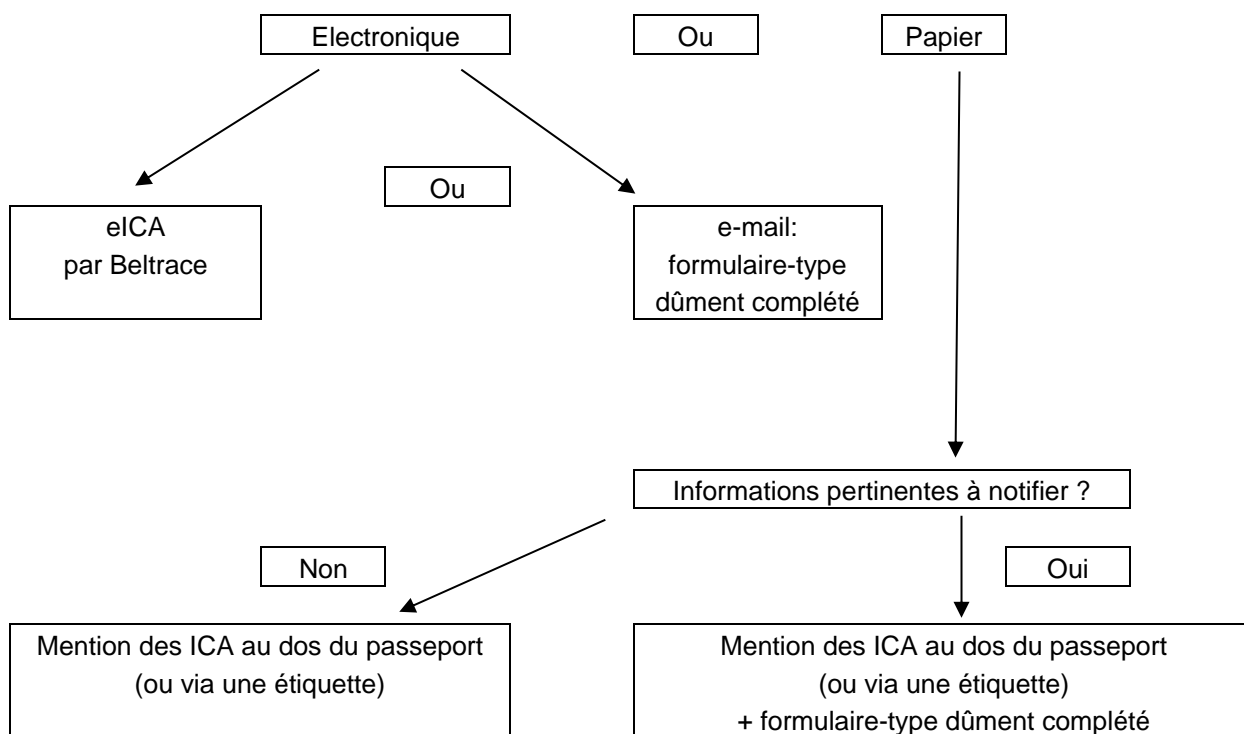 Electronique
Ou
Papier
Ou
eICA
par Beltrace
e-mail:
formulaire-type
dûment complété
Informations pertinentes à notifier ?
Non
Oui
Mention des ICA au dos du passeport
(ou via une étiquette)
Mention des ICA au dos du passeport
(ou via une étiquette)
+ formulaire-type dûment complété